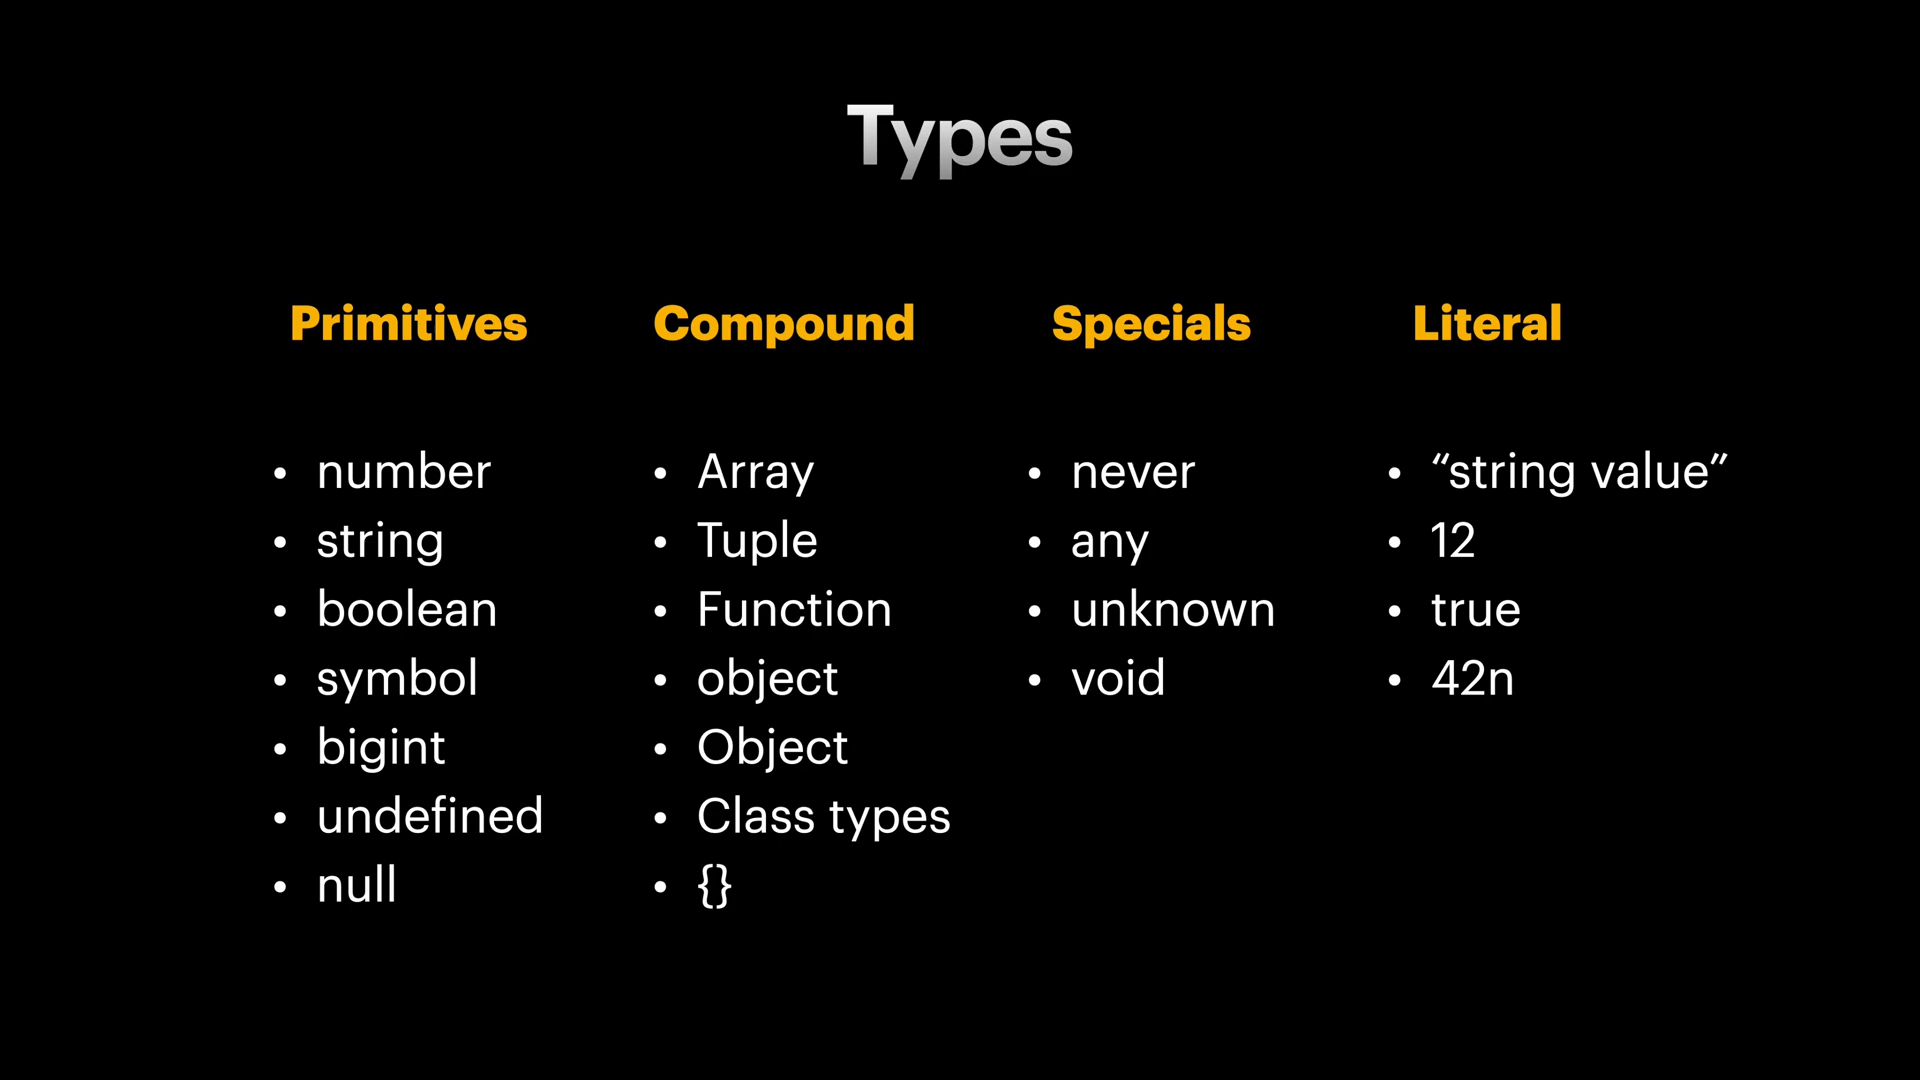 Types
Primitives
• number
• string
• boolean
• symbol
• bigint
• undefined
• null
Compound
• Array
• Tuple
• Function
• object
• Object
• Class types
• {}
Specials
• never
• any
• unknown
• void
Literal
• “string value”
• 12
• true
• 42n